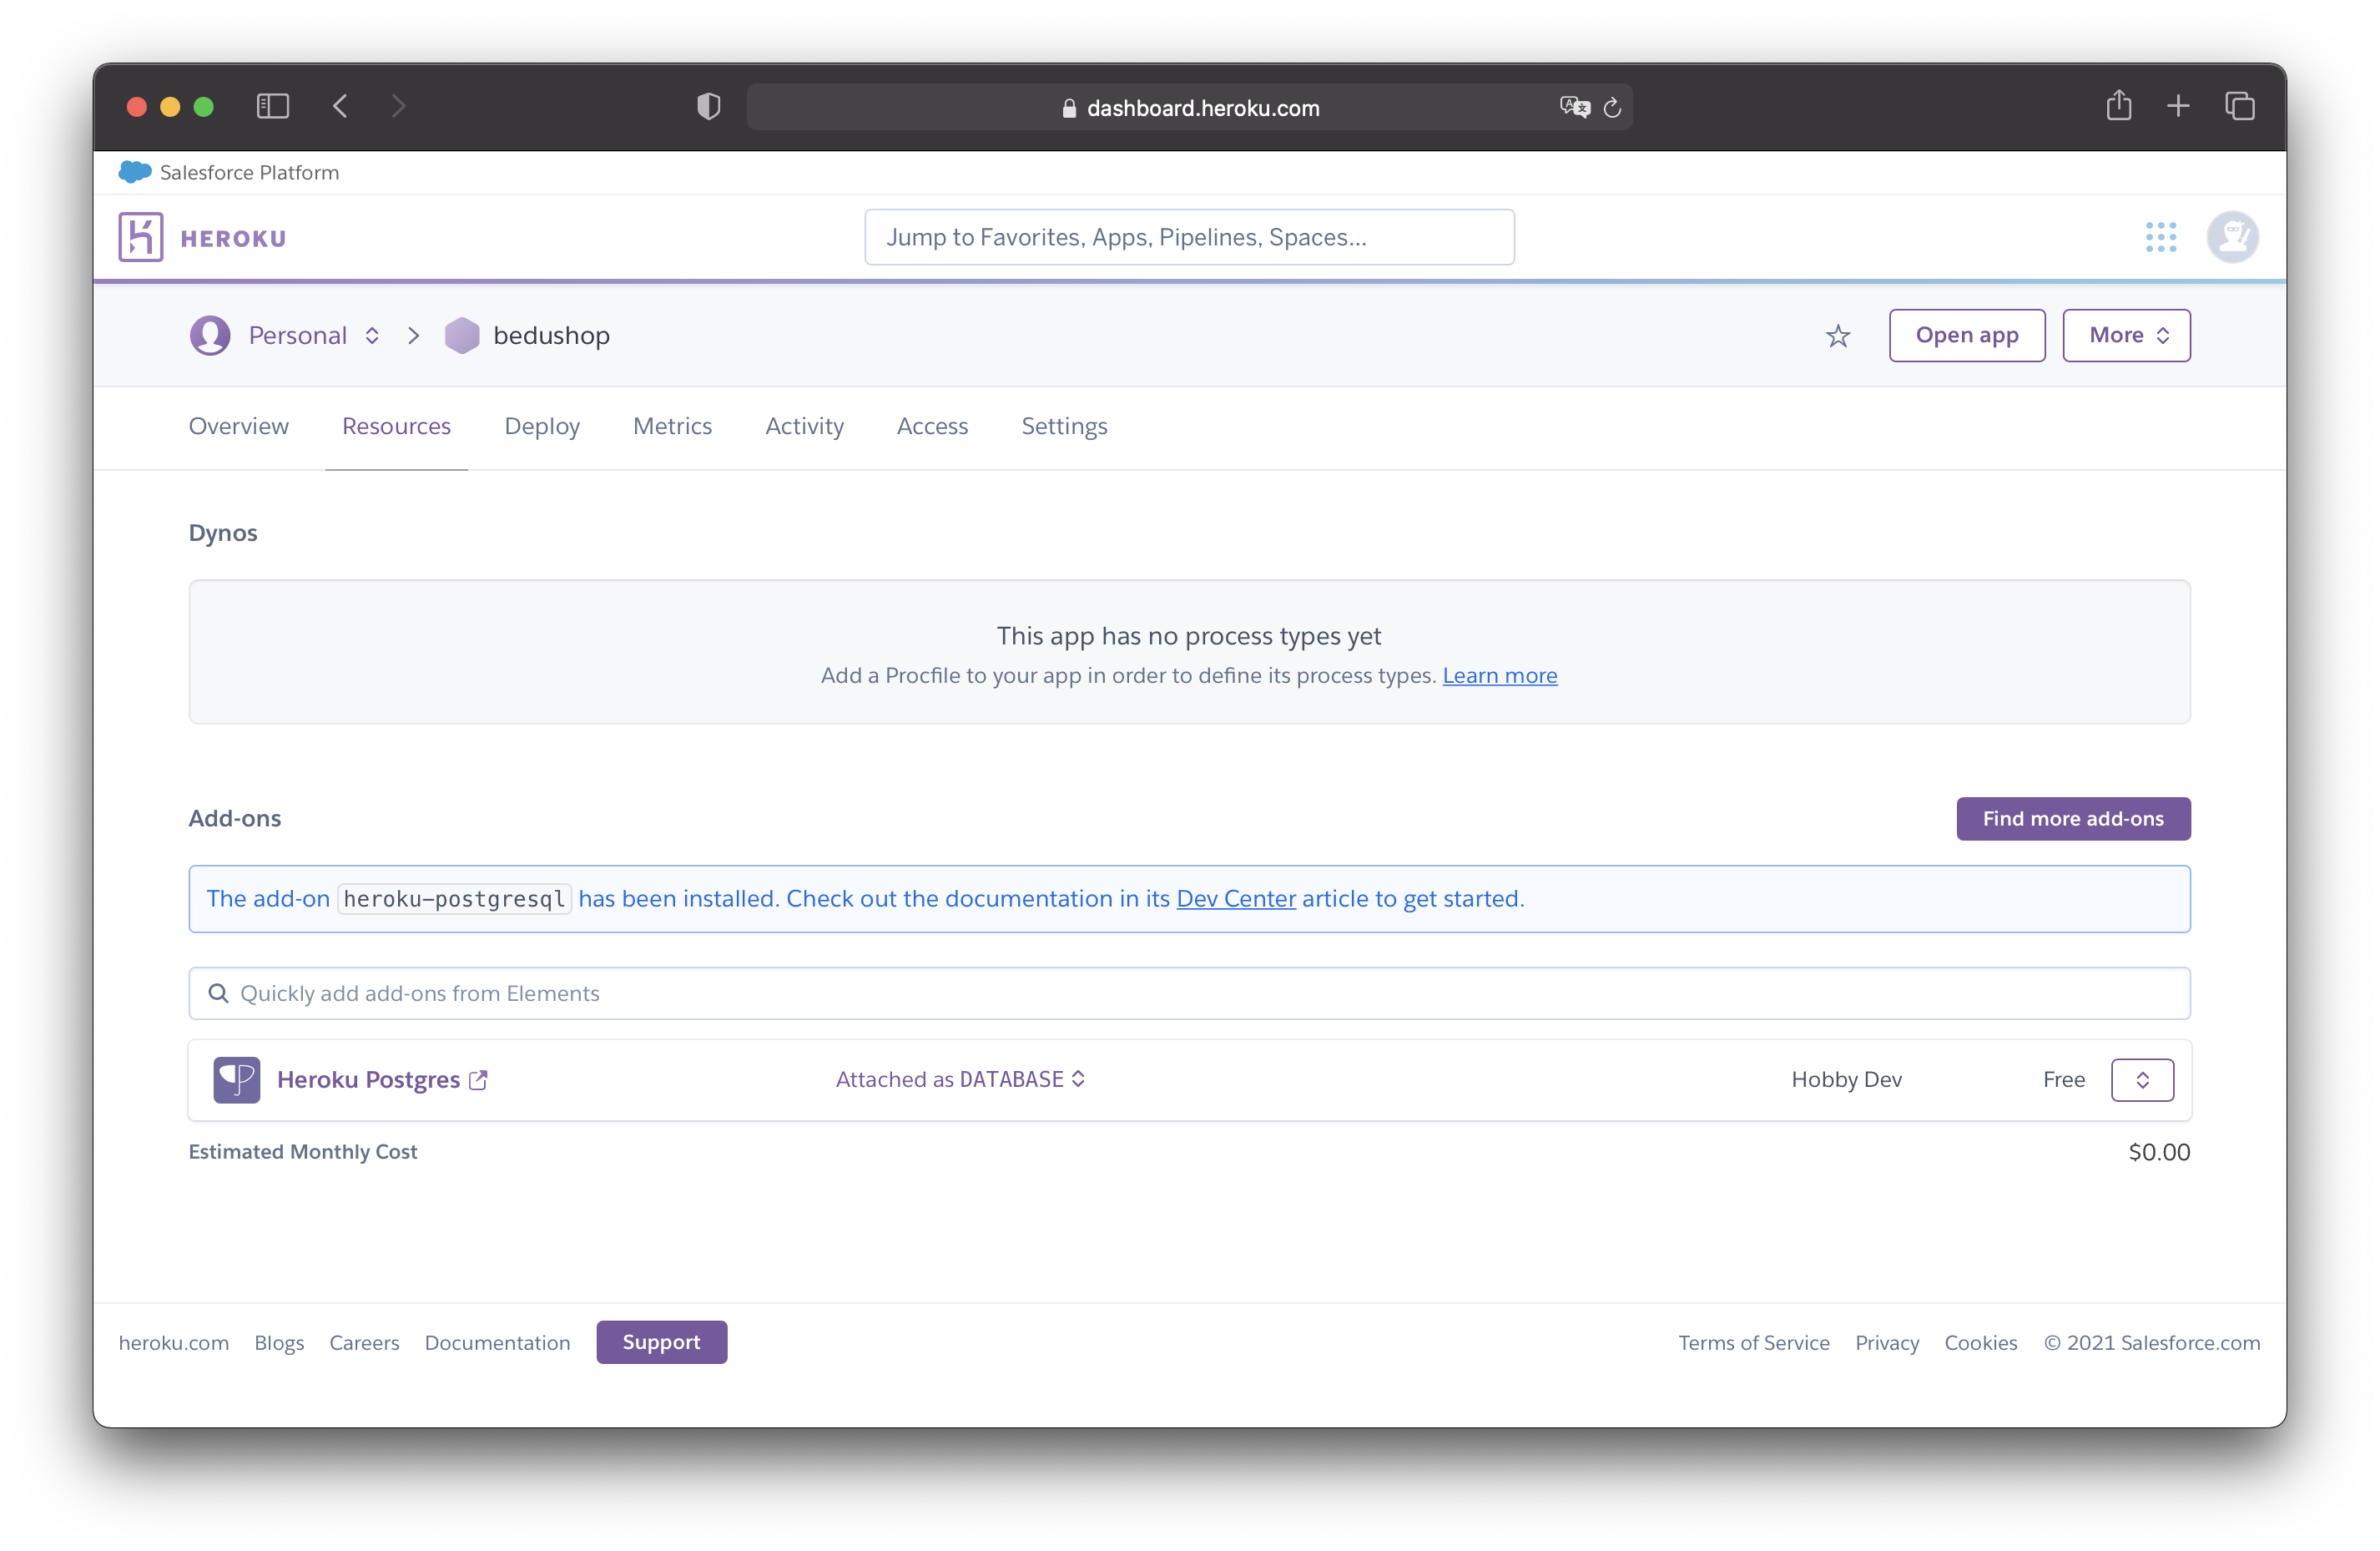 dashboard.heroku.com
Salesforce Platform
HEROKU
Jump to Favorites, Apps, Pipelines, Spaces...
Personal
bedushop
Open app
More
Overview Resources Deploy Metrics Activity Access Settings
Dynos
This app has no process types yet
Add a Procfile to your app in order to define its process types. Learn more
Add-ons
Find more add-ons
The add-on heroku-postgresql has been installed. Check out the documentation in its Dev Center article to get started.
Quickly add add-ons from Elements
Heroku Postgres Attached as DATABASE Hobby Dev Free
Estimated Monthly Cost $0.00
heroku.com Blogs Careers Documentation Support Terms of Service Privacy Cookies © 2021 Salesforce.com